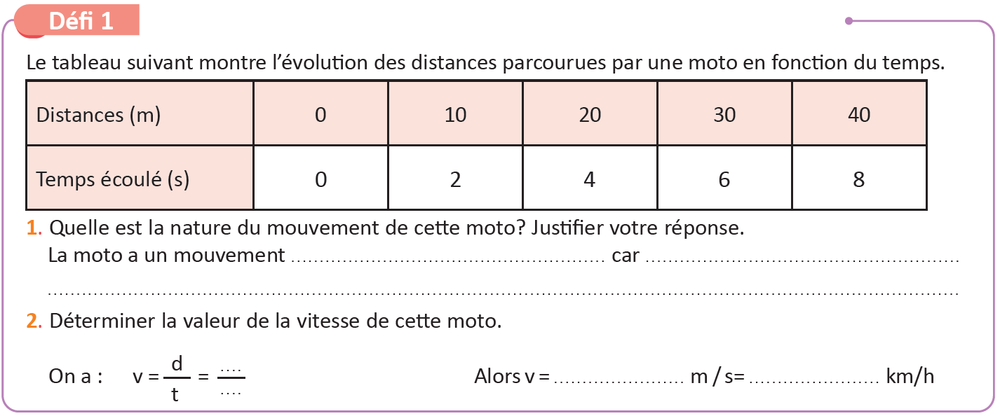 Défi 1
Le tableau suivant montre l'évolution des distances parcourues par une moto en fonction du temps.
Distances (m) 0 10 20 30 40
Temps écoulé (s) 0 2 4 6 8
1. Quelle est la nature du mouvement de cette moto? Justifier votre réponse.
La moto a un mouvement ...................................................... car ......................................................
..............................................................................................................................................................
2. Déterminer la valeur de la vitesse de cette moto.
On a : v = d/t = ..../.... Alors v = ....................... m / s= ....................... km/h